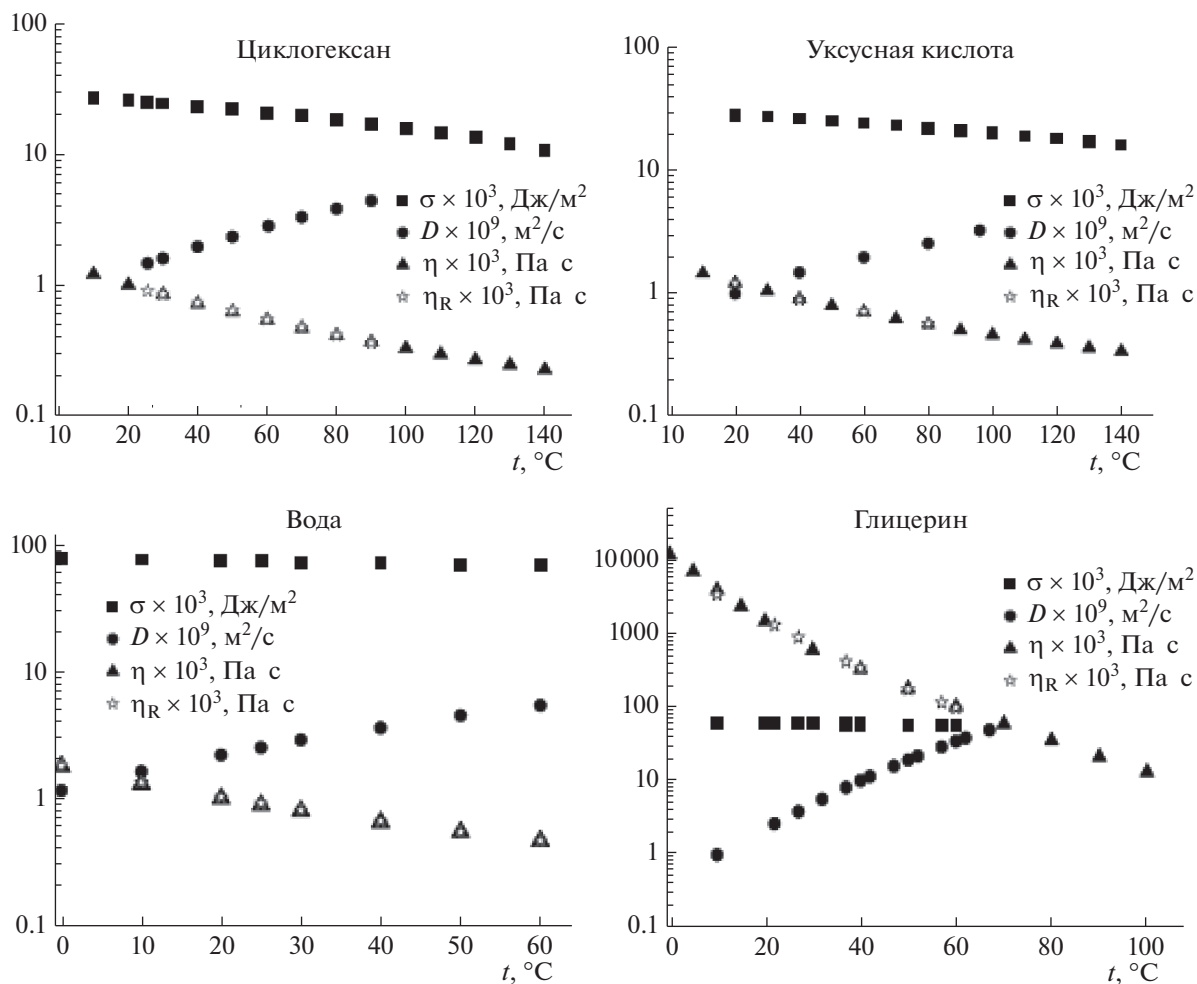 Циклогексан
100
10
1
0.1
σ × 10³, Дж/м²
D × 10⁹, м²/с
η × 10³, Па с
η_R × 10³, Па с
10 20 40 60 80 100 120 140
t, °C
Уксусная кислота
100
10
1
0.1
σ × 10³, Дж/м²
D × 10⁹, м²/с
η × 10³, Па с
η_R × 10³, Па с
10 20 40 60 80 100 120 140
t, °C
Вода
100
10
1
0.1
σ × 10³, Дж/м²
D × 10⁹, м²/с
η × 10³, Па с
η_R × 10³, Па с
0 10 20 30 40 50 60
t, °C
Глицерин
10 000
1000
100
10
1
0.1
σ × 10³, Дж/м²
D × 10⁹, м²/с
η × 10³, Па с
η_R × 10³, Па с
0 20 40 60 80 100
t, °C